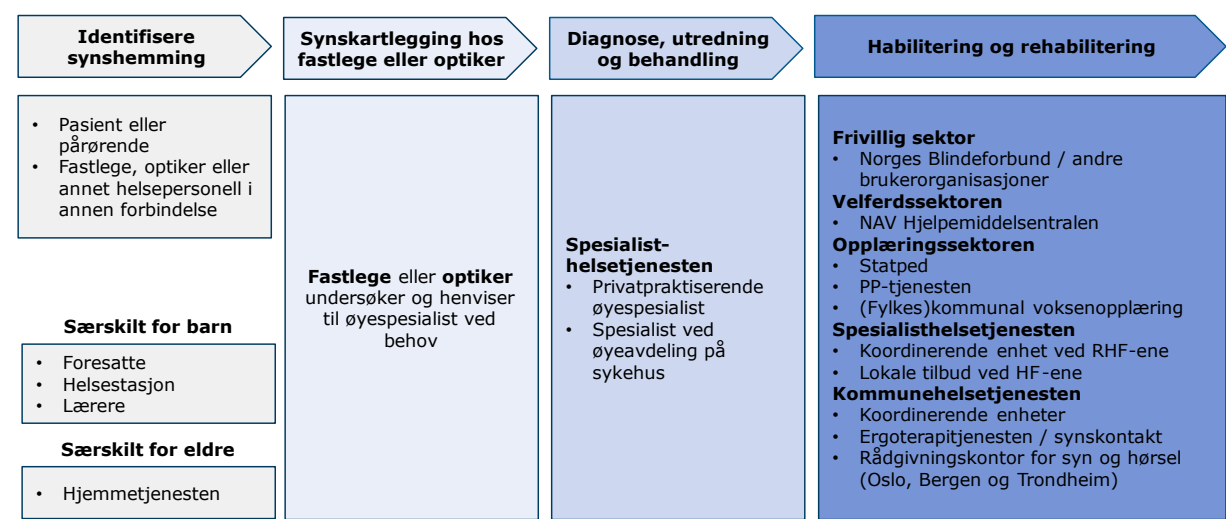 Identifisere
synshemming
Synskartlegging hos
fastlege eller optiker
Diagnose, utredning
og behandling
Habilitering og rehabilitering
• Pasient eller
pårørende
• Fastlege, optiker eller
annet helsepersonell i
annen forbindelse
Særskilt for barn
• Foresatte
• Helsestasjon
• Lærere
Særskilt for eldre
• Hjemmetjenesten
Fastlege eller optiker
undersøker og henviser
til øyespesialist ved
behov
Spesialist-
helsetjenesten
• Privatpraktiserende
øyespesialist
• Spesialist ved
øyeavdeling på
sykehus
Frivillig sektor
• Norges Blindeforbund / andre
brukerorganisasjoner
Velferdssektoren
• NAV Hjelpemiddelsentralen
Opplæringssektoren
• Statped
• PP-tjenesten
• (Fylkes)kommunal voksenopplæring
Spesialisthelsetjenesten
• Koordinerende enhet ved RHF-ene
• Lokale tilbud ved HF-ene
Kommunehelsetjenesten
• Koordinerende enheter
• Ergoterapitjenesten / synskontakt
• Rådgivningskontor for syn og hørsel
(Oslo, Bergen og Trondheim)